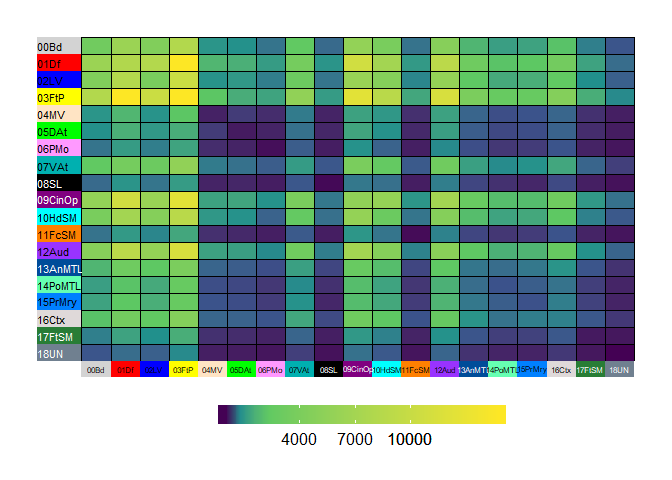 00Bd
01Df
02LV
03FtP
04MV
05DAt
06PMo
07VAt
08SL
09CinOp
10HdSM
11FcSM
12Aud
13AnMTL
14PoMTL
15PrMry
16Ctx
17FtSM
18UN
00Bd 01Df 02LV 03FtP 04MV 05DAt 06PMo 07VAt 08SL 09CinOp 10HdSM 11FcSM 12Aud 13AnMTL 14PoMTL 15PrMry 16Ctx 17FtSM 18UN
4000 7000 10000